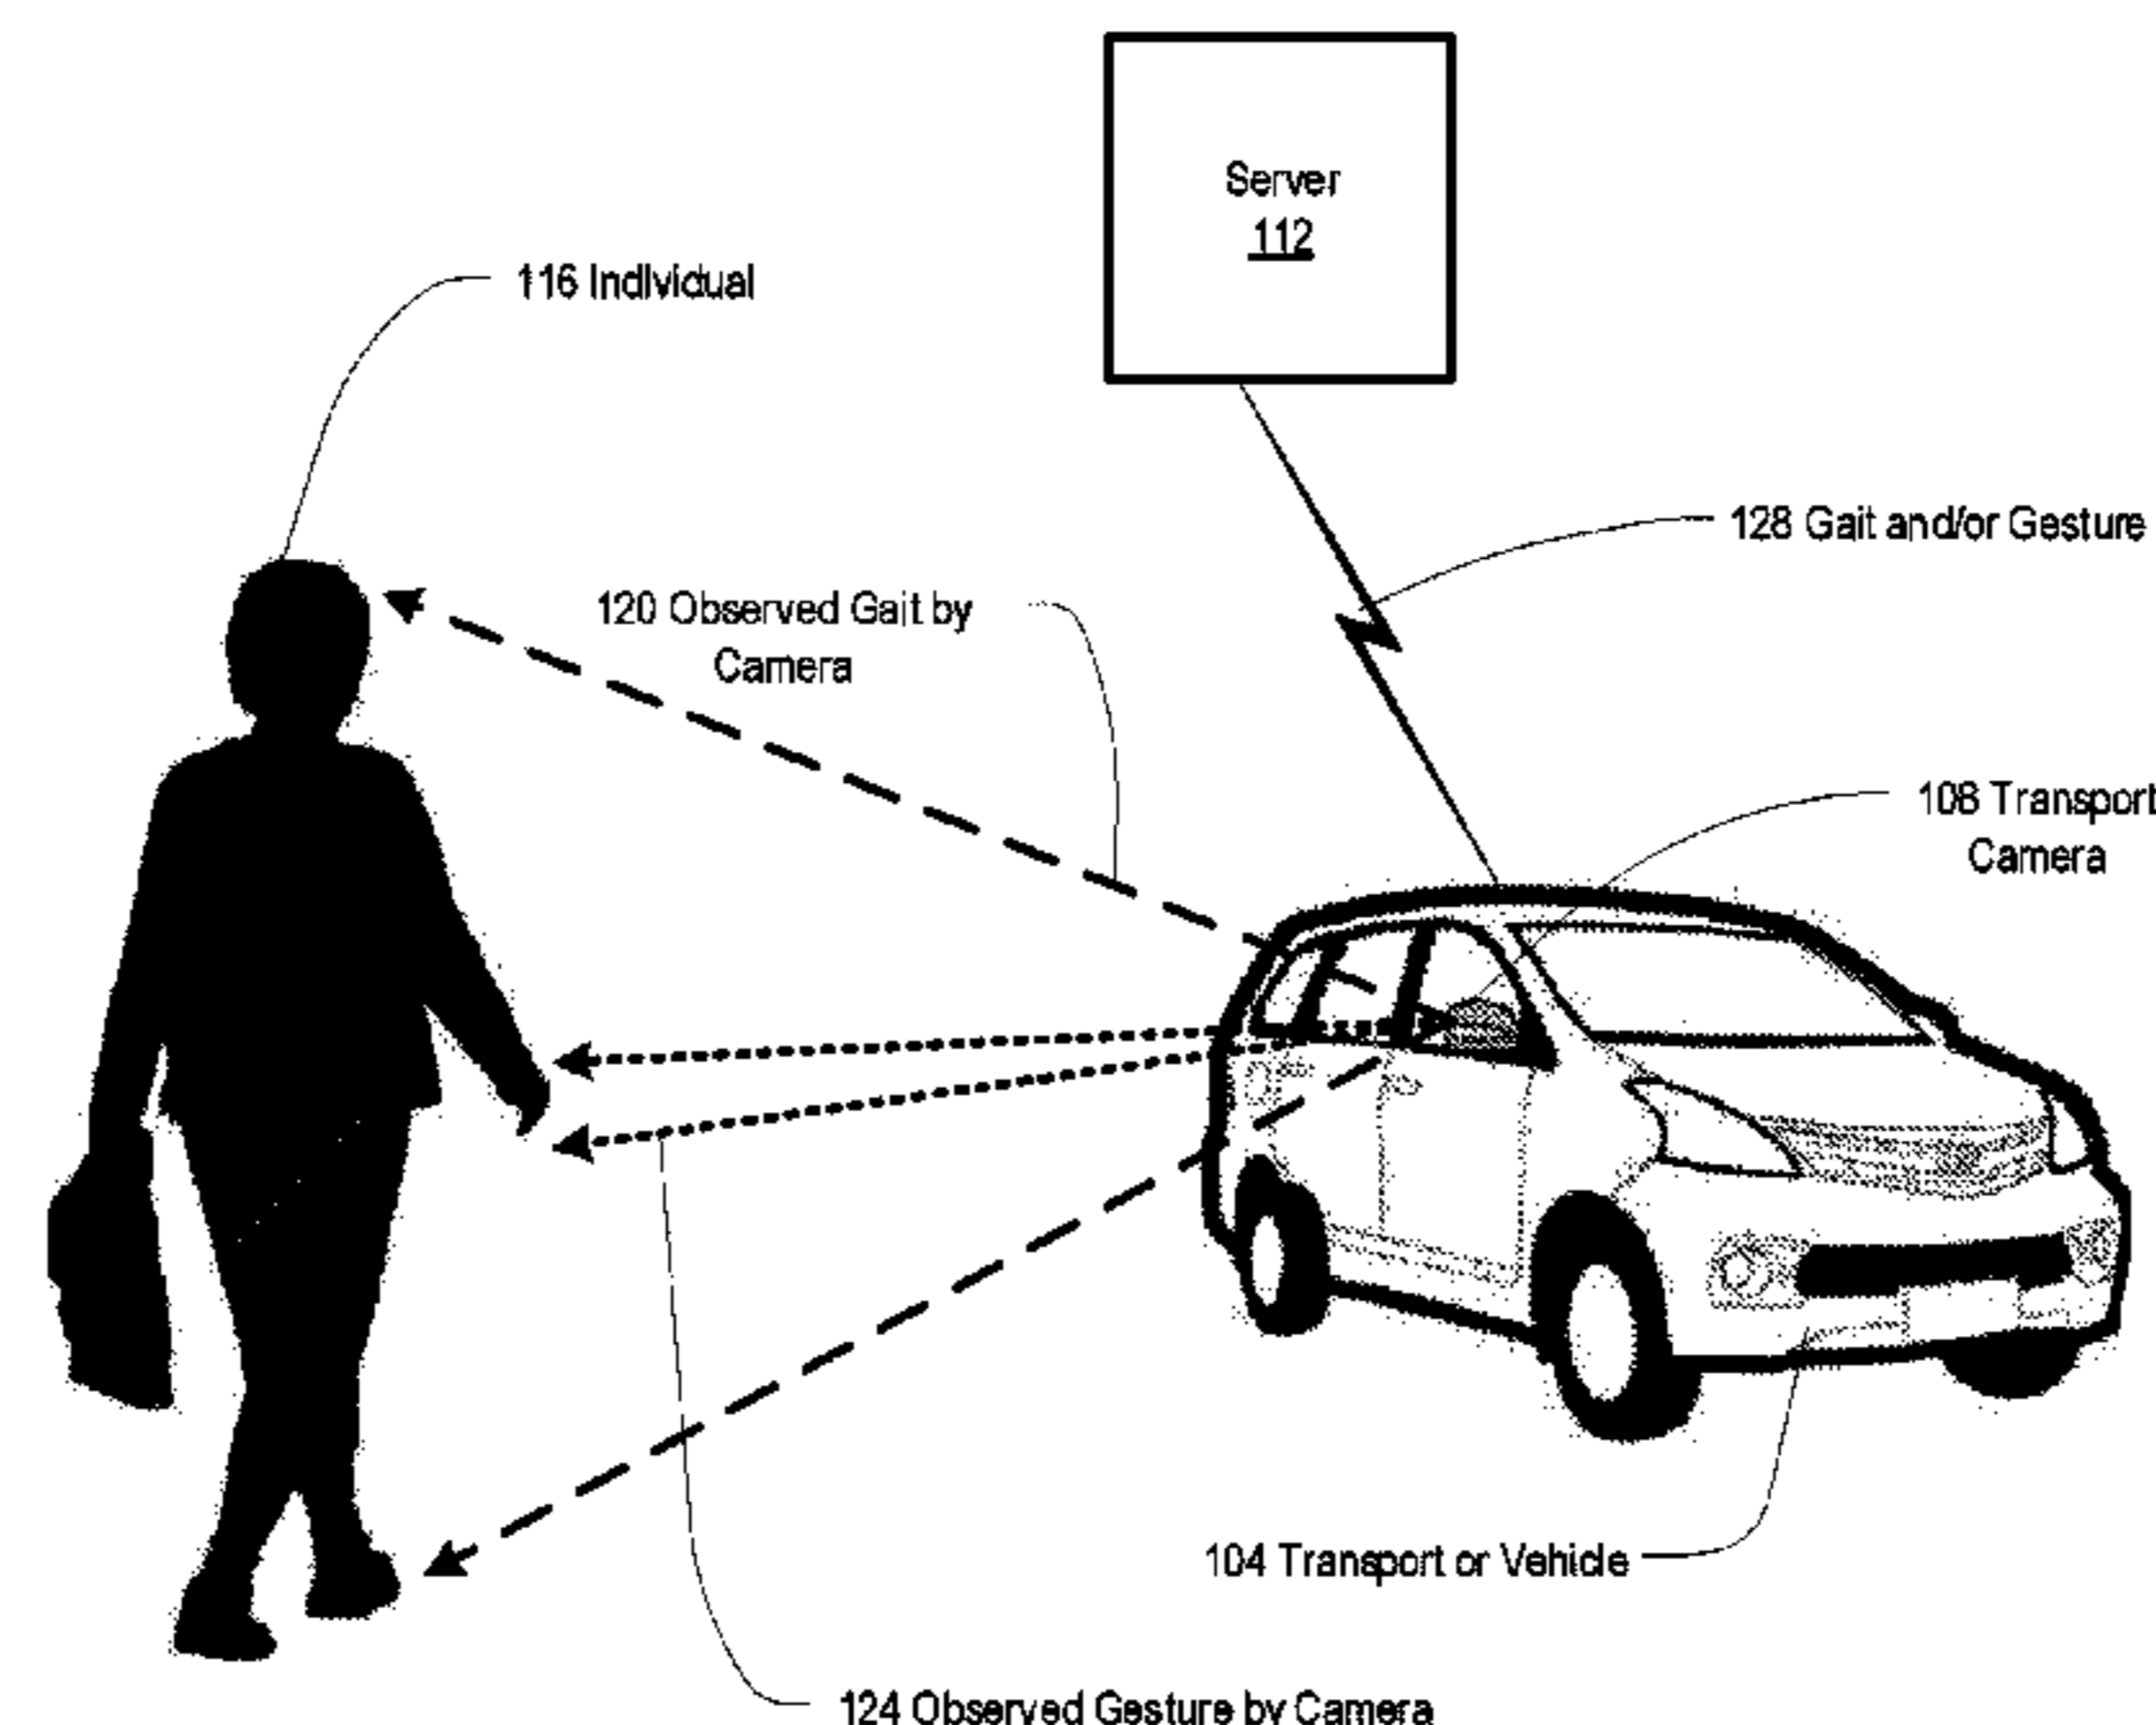 Server
112
116 Individual
128 Gait and/or Gesture
120 Observed Gait by
Camera
108 Transport
Camera
104 Transport or Vehicle
124 Observed Gesture by Camera